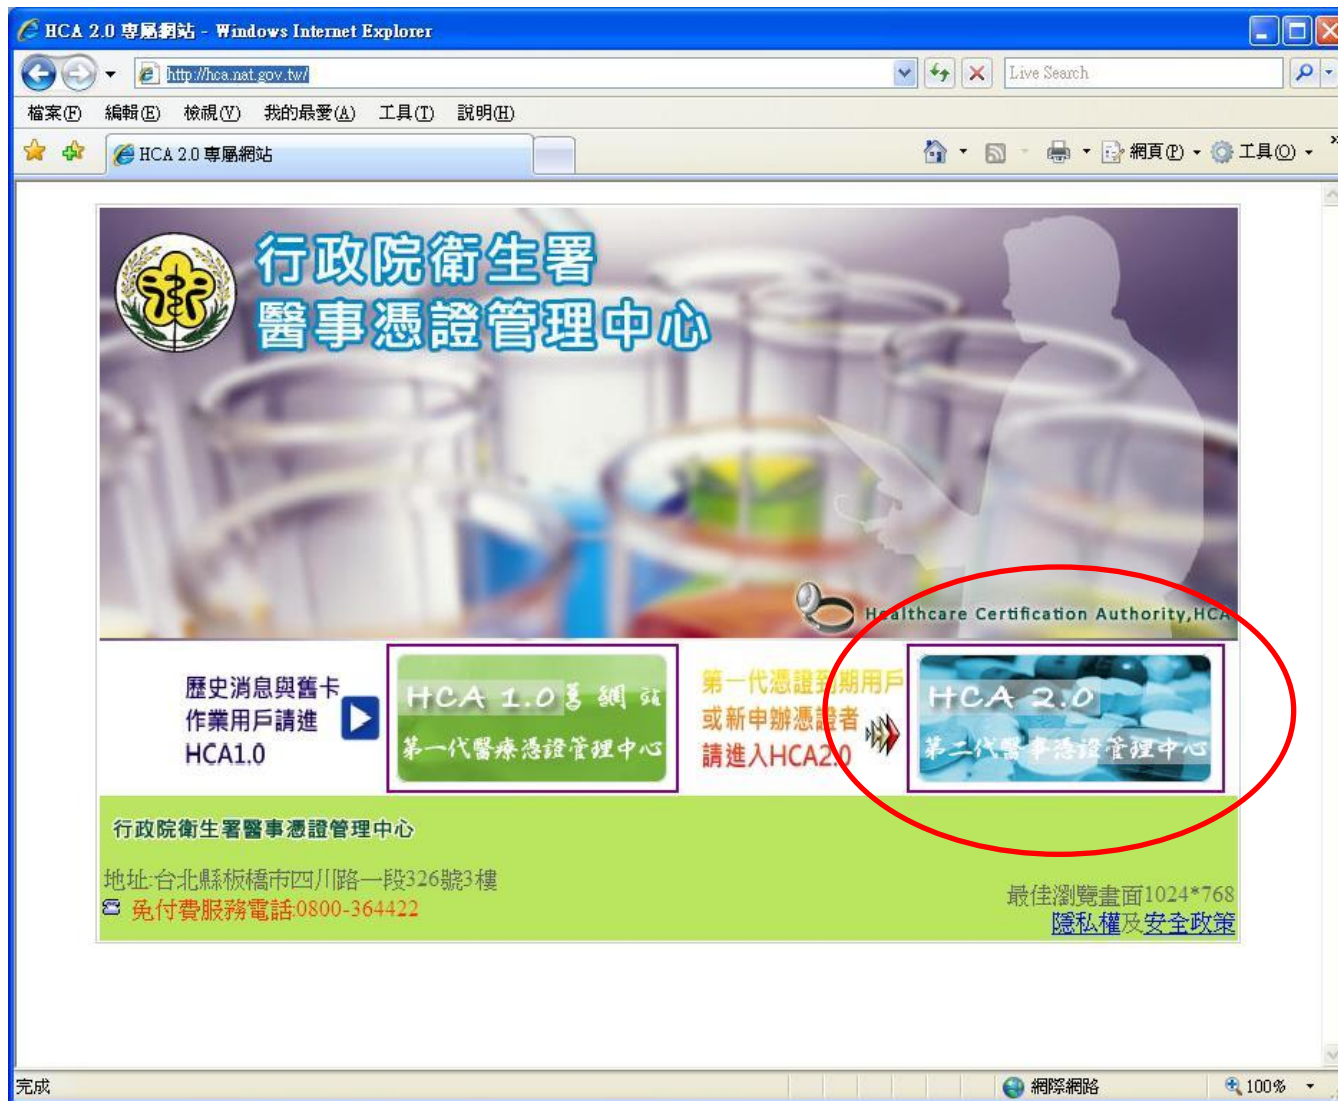 HCA 2.0 專屬網站 - Windows Internet Explorer
http://hca.nat.gov.tw/
Live Search
檔案(F) 編輯(E) 檢視(V) 我的最愛(A) 工具(T) 說明(H)
HCA 2.0 專屬網站
網頁(P) 工具(O)
行政院衛生署
醫事憑證管理中心
Healthcare Certification Authority,HCA
歷史消息與舊卡
作業用戶請進
HCA1.0
HCA 1.0舊網站
第一代醫療憑證管理中心
第一代憑證到期用戶
或新申辦憑證者
請進入HCA2.0
HCA 2.0
第二代醫事憑證管理中心
行政院衛生署醫事憑證管理中心
地址:台北縣板橋市四川路一段326號3樓
免付費服務電話:0800-364422
最佳瀏覽畫面1024*768
隱私權及安全政策
完成
網際網路
100%